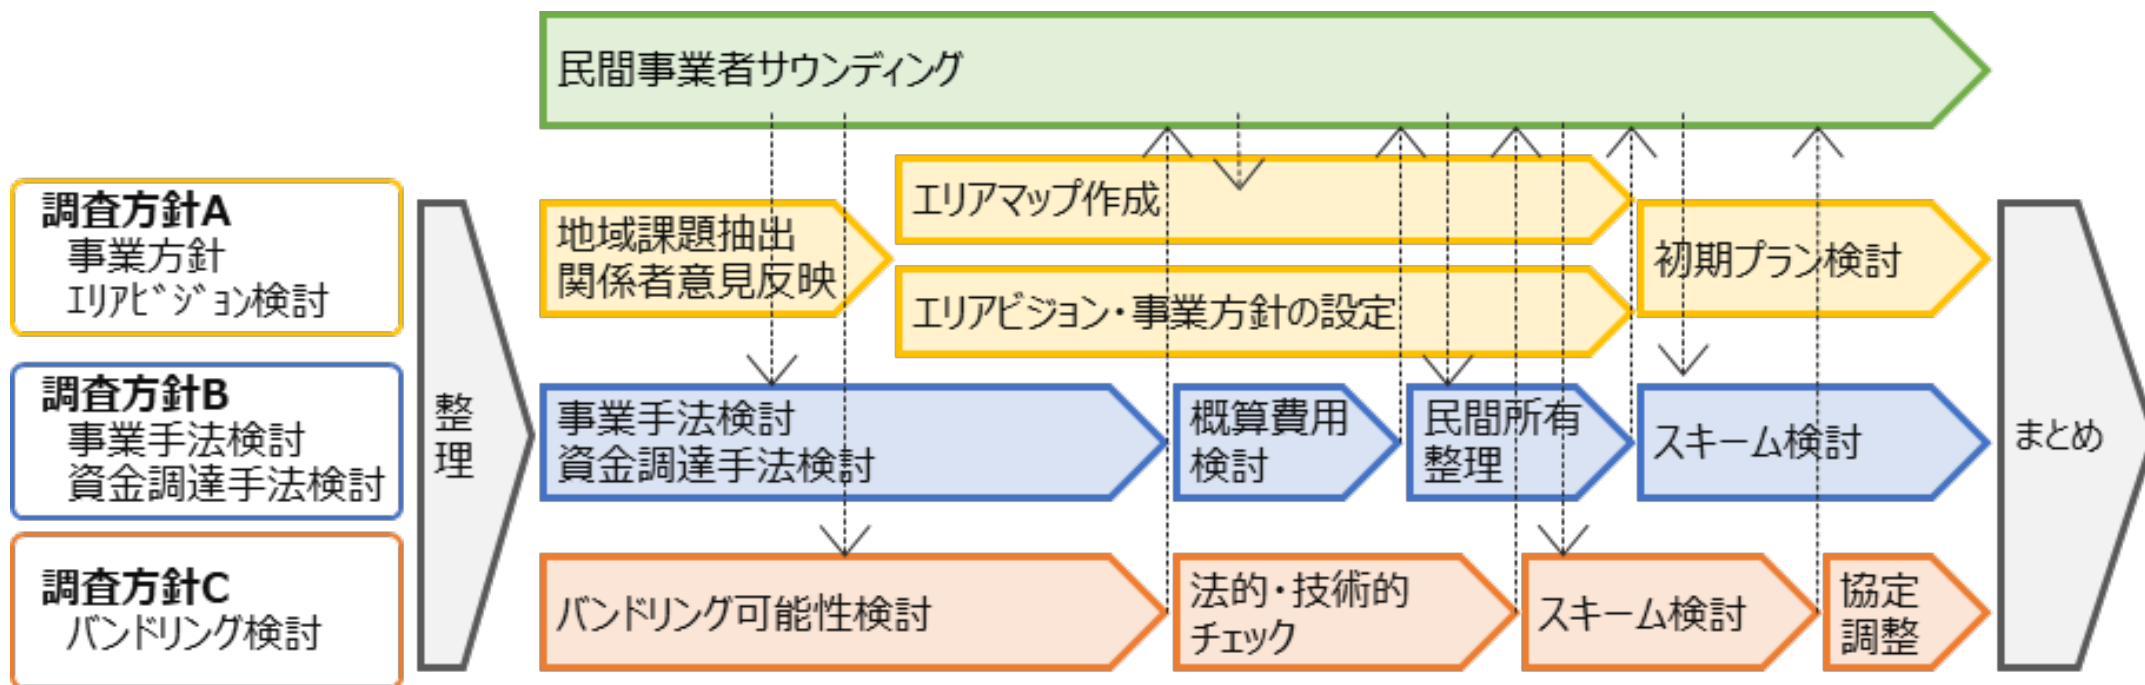 民間事業者サウンディング
調査方針A
事業方針
ｴﾘｱﾋﾞｼﾞｮﾝ検討
調査方針B
事業手法検討
資金調達手法検討
調査方針C
バンドリング検討
整
理
地域課題抽出
関係者意見反映
エリアマップ作成
エリアビジョン・事業方針の設定
初期プラン検討
事業手法検討
資金調達手法検討
概算費用
検討
民間所有
整理
スキーム検討
バンドリング可能性検討
法的・技術的
チェック
スキーム検討
協定
調整
まとめ